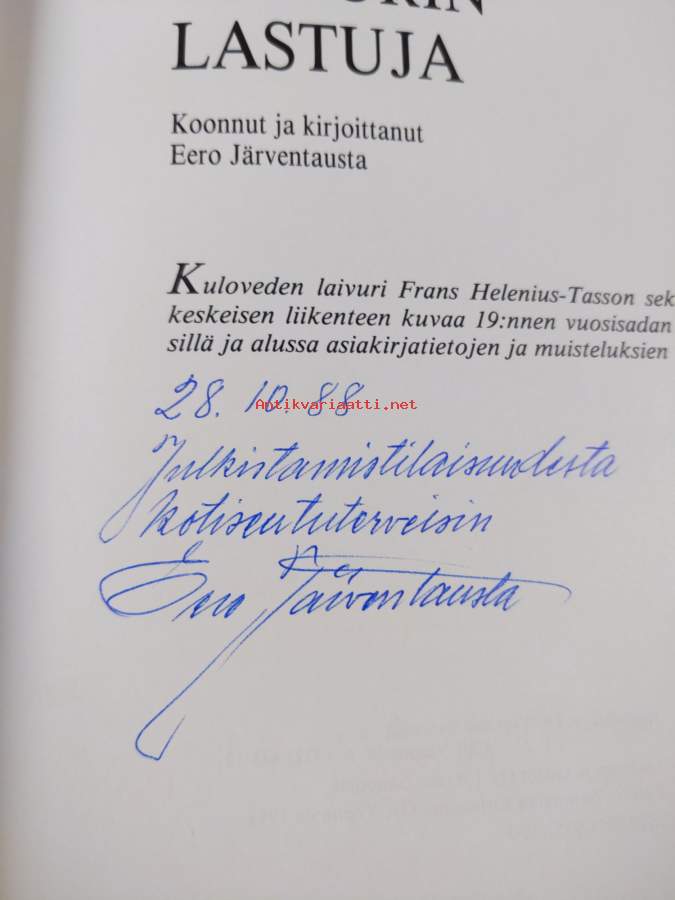 LASTUJA
Koonnut ja kirjoittanut
Eero Järventausta
Kuloveden laivuri Frans Helenius-Tasson sek
keskeisen liikenteen kuvaa 19:nnen vuosisadan
sillä ja alussa asiakirjatietojen ja muisteluksien
28.10.88
Antikvariaatti.net
Julkistamistilaisuudesta
kotiseututerveisin
Eero Järventausta